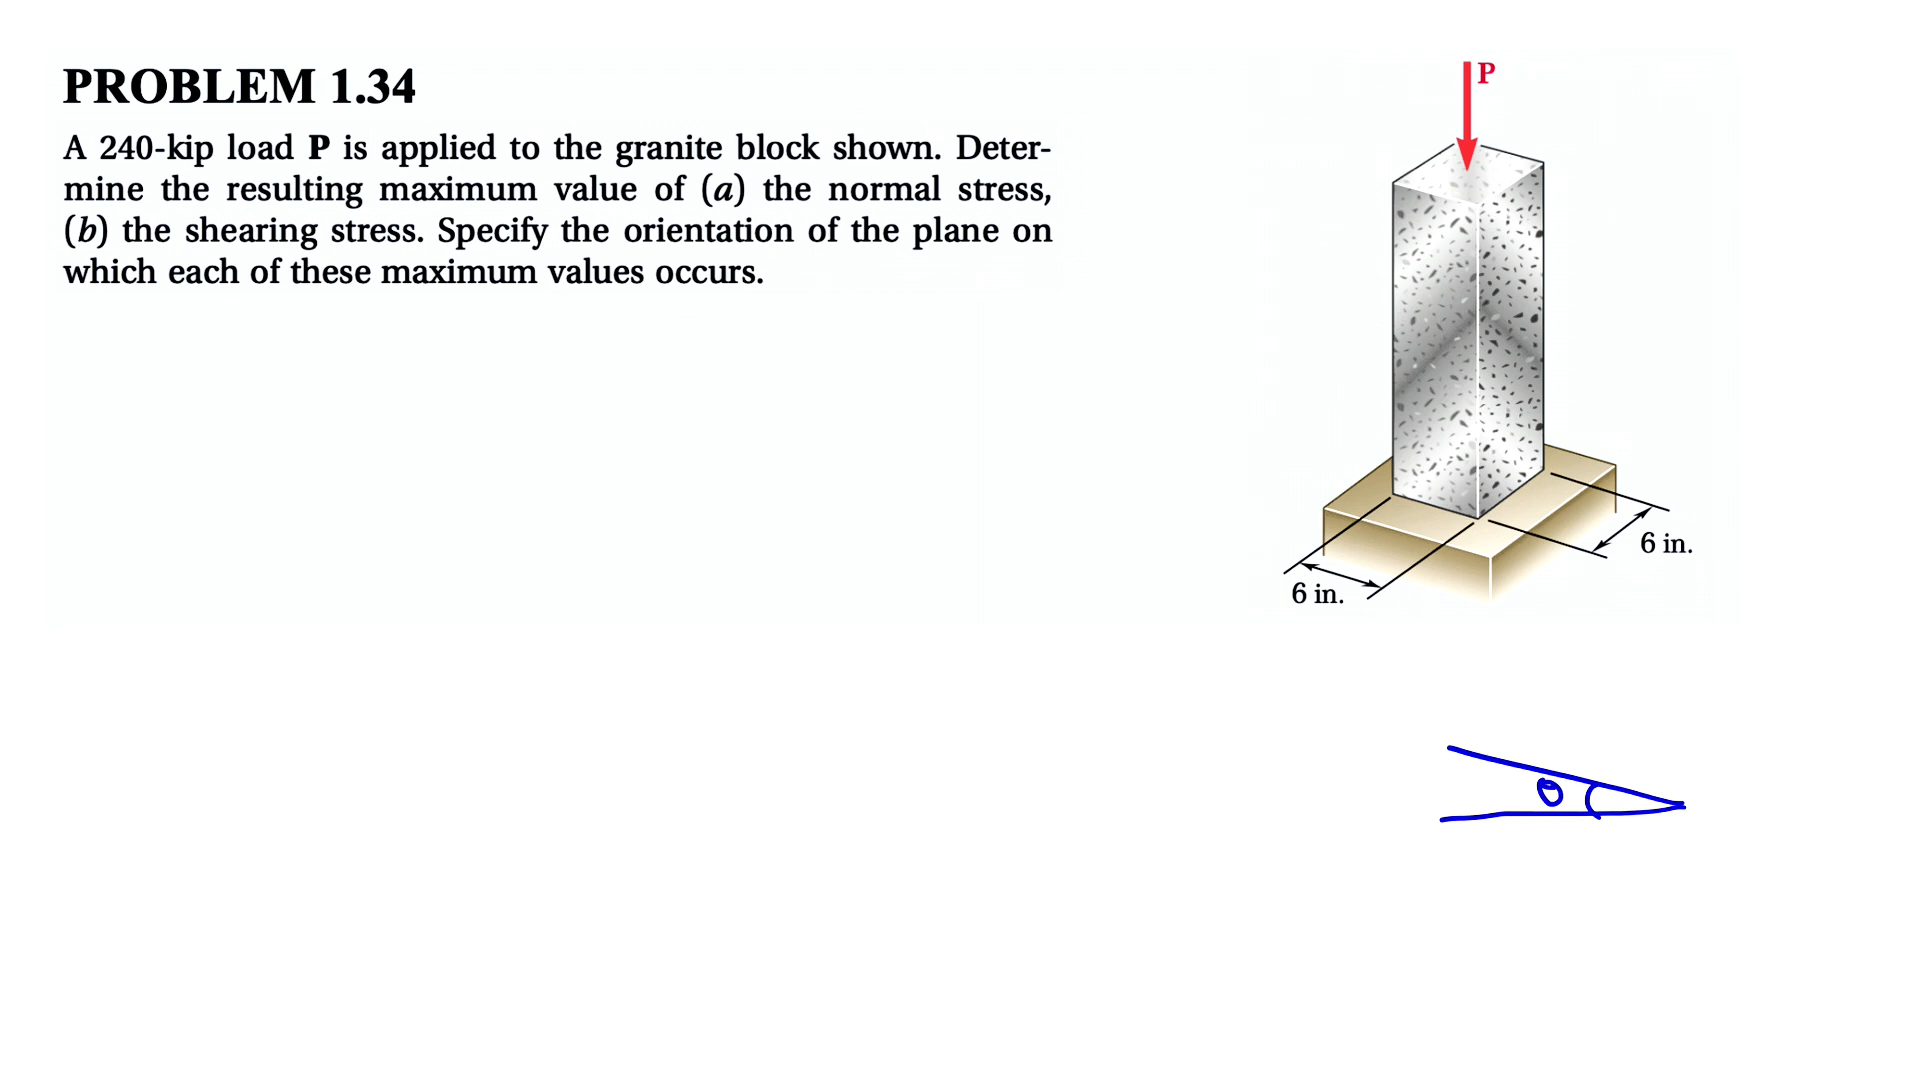 PROBLEM 1.34
A 240-kip load P is applied to the granite block shown. Deter-
mine the resulting maximum value of (a) the normal stress,
(b) the shearing stress. Specify the orientation of the plane on
which each of these maximum values occurs.
P
6 in.
6 in.
θ